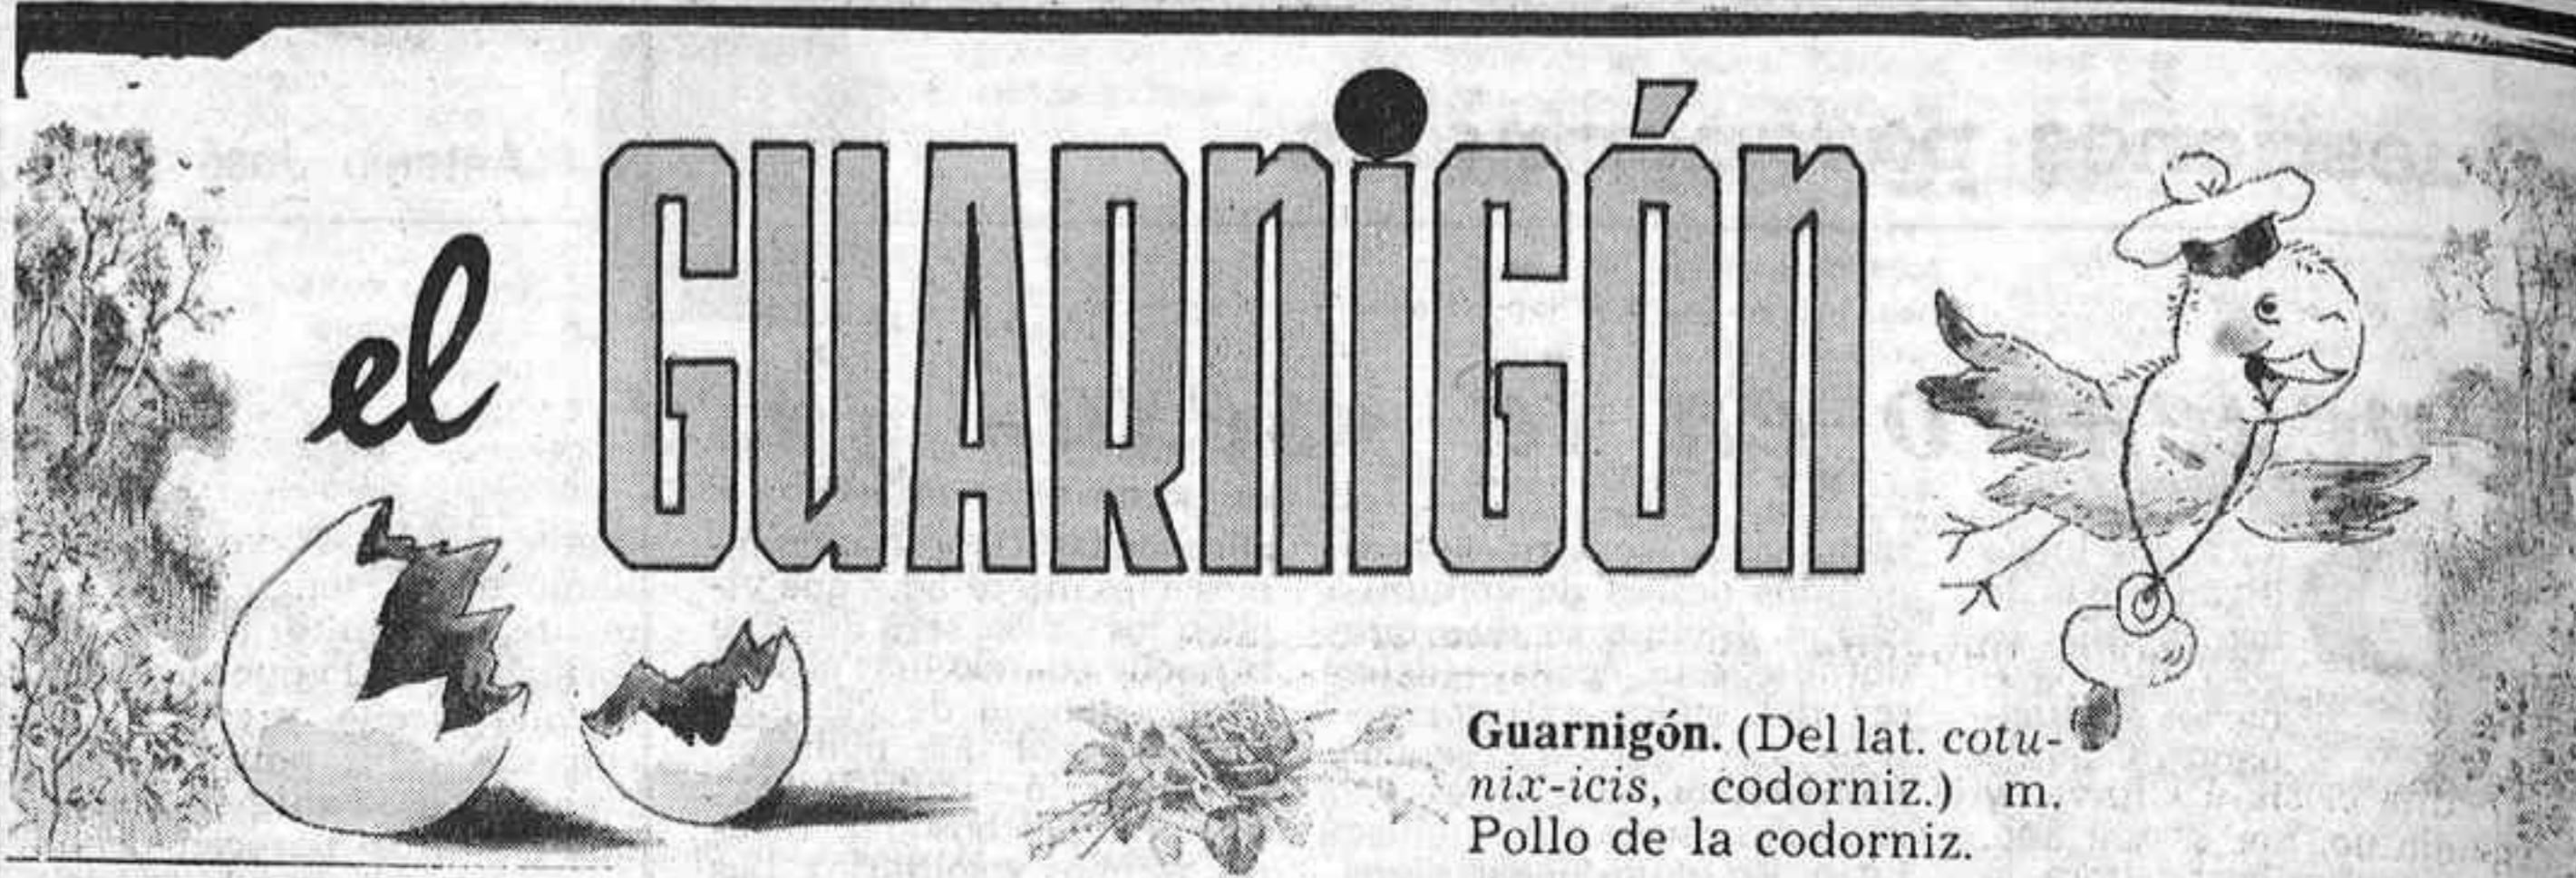 el GUARNIGÓN
Guarnigón. (Del lat. cotu-
nix-icis, codorniz.) m.
Pollo de la codorniz.